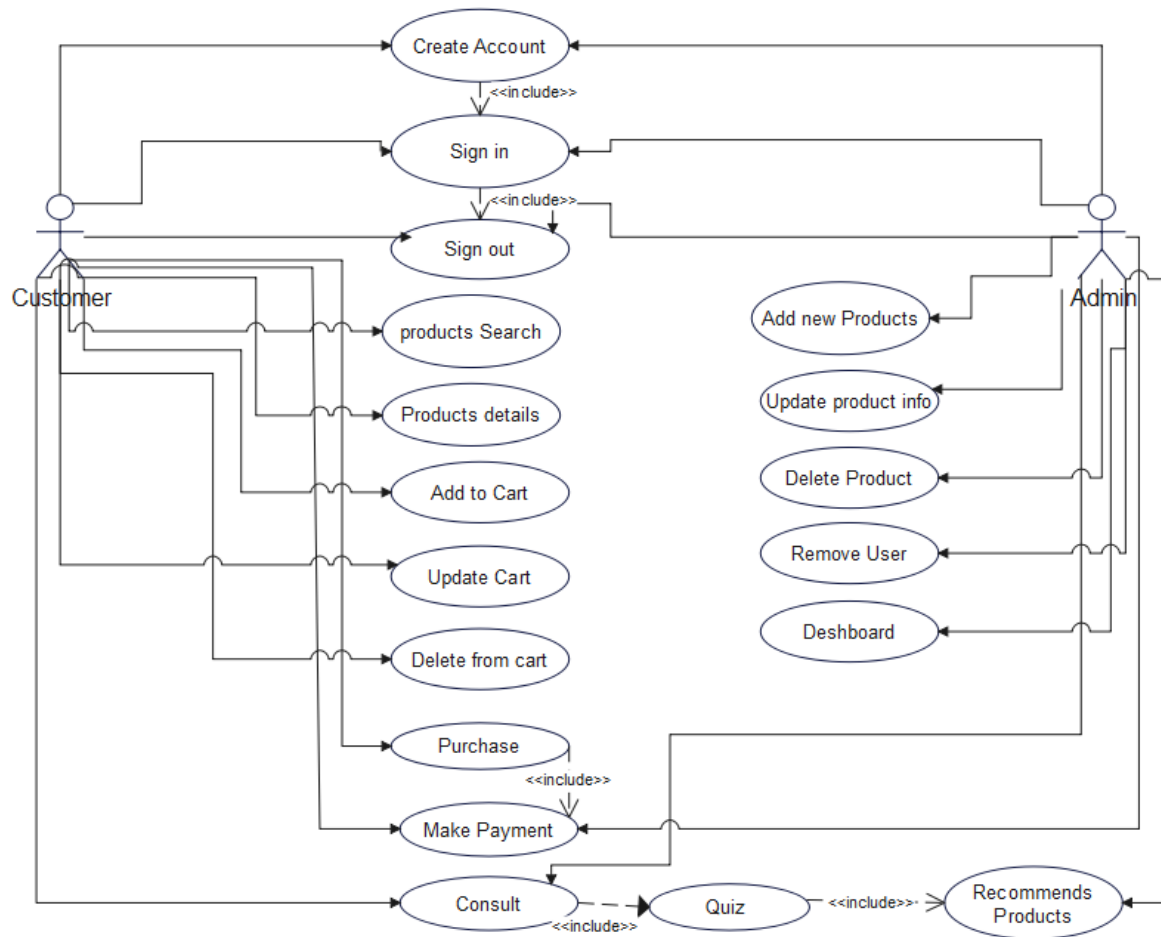 Create Account
<<include>>
Sign in
<<include>>
Sign out
Customer
Admin
products Search
Add new Products
Products details
Update product info
Add to Cart
Delete Product
Update Cart
Remove User
Delete from cart
Deshboard
Purchase
<<include>>
Make Payment
Consult
<<include>>
Quiz
<<include>>
Recommends
Products